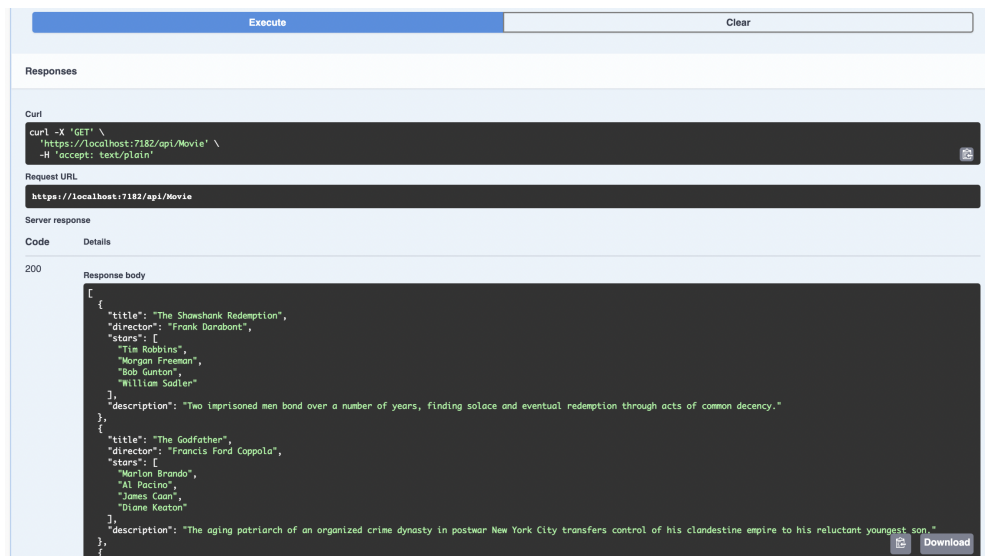 Execute
Clear
Responses
Curl
curl -X 'GET' \
  'https://localhost:7182/api/Movie' \
  -H 'accept: text/plain'
Request URL
https://localhost:7182/api/Movie
Server response
Code Details
200
Response body
[
  {
    "title": "The Shawshank Redemption",
    "director": "Frank Darabont",
    "stars": [
      "Tim Robbins",
      "Morgan Freeman",
      "Bob Gunton",
      "William Sadler"
    ],
    "description": "Two imprisoned men bond over a number of years, finding solace and eventual redemption through acts of common decency."
  },
  {
    "title": "The Godfather",
    "director": "Francis Ford Coppola",
    "stars": [
      "Marlon Brando",
      "Al Pacino",
      "James Caan",
      "Diane Keaton"
    ],
    "description": "The aging patriarch of an organized crime dynasty in postwar New York City transfers control of his clandestine empire to his reluctant youngest son."
  },
  {
Download